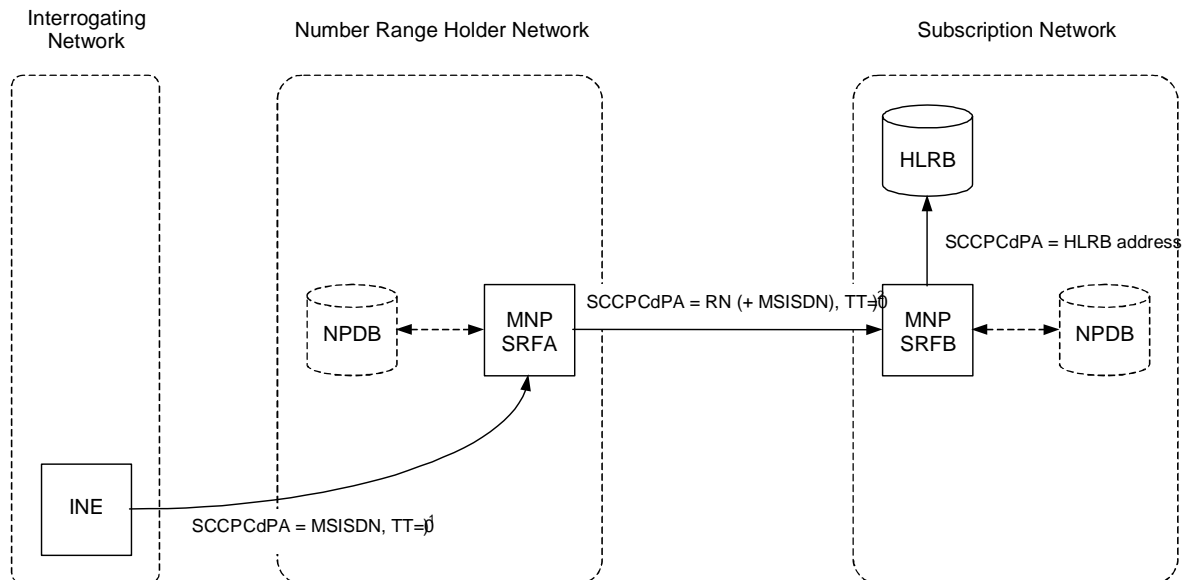 Interrogating
Network
Number Range Holder Network
Subscription Network
HLRB
SCCPCdPA = HLRB address
SCCPCdPA = RN (+ MSISDN), TT=0
NPDB
MNP
SRFA
MNP
SRFB
NPDB
INE
SCCPCdPA = MSISDN, TT=0